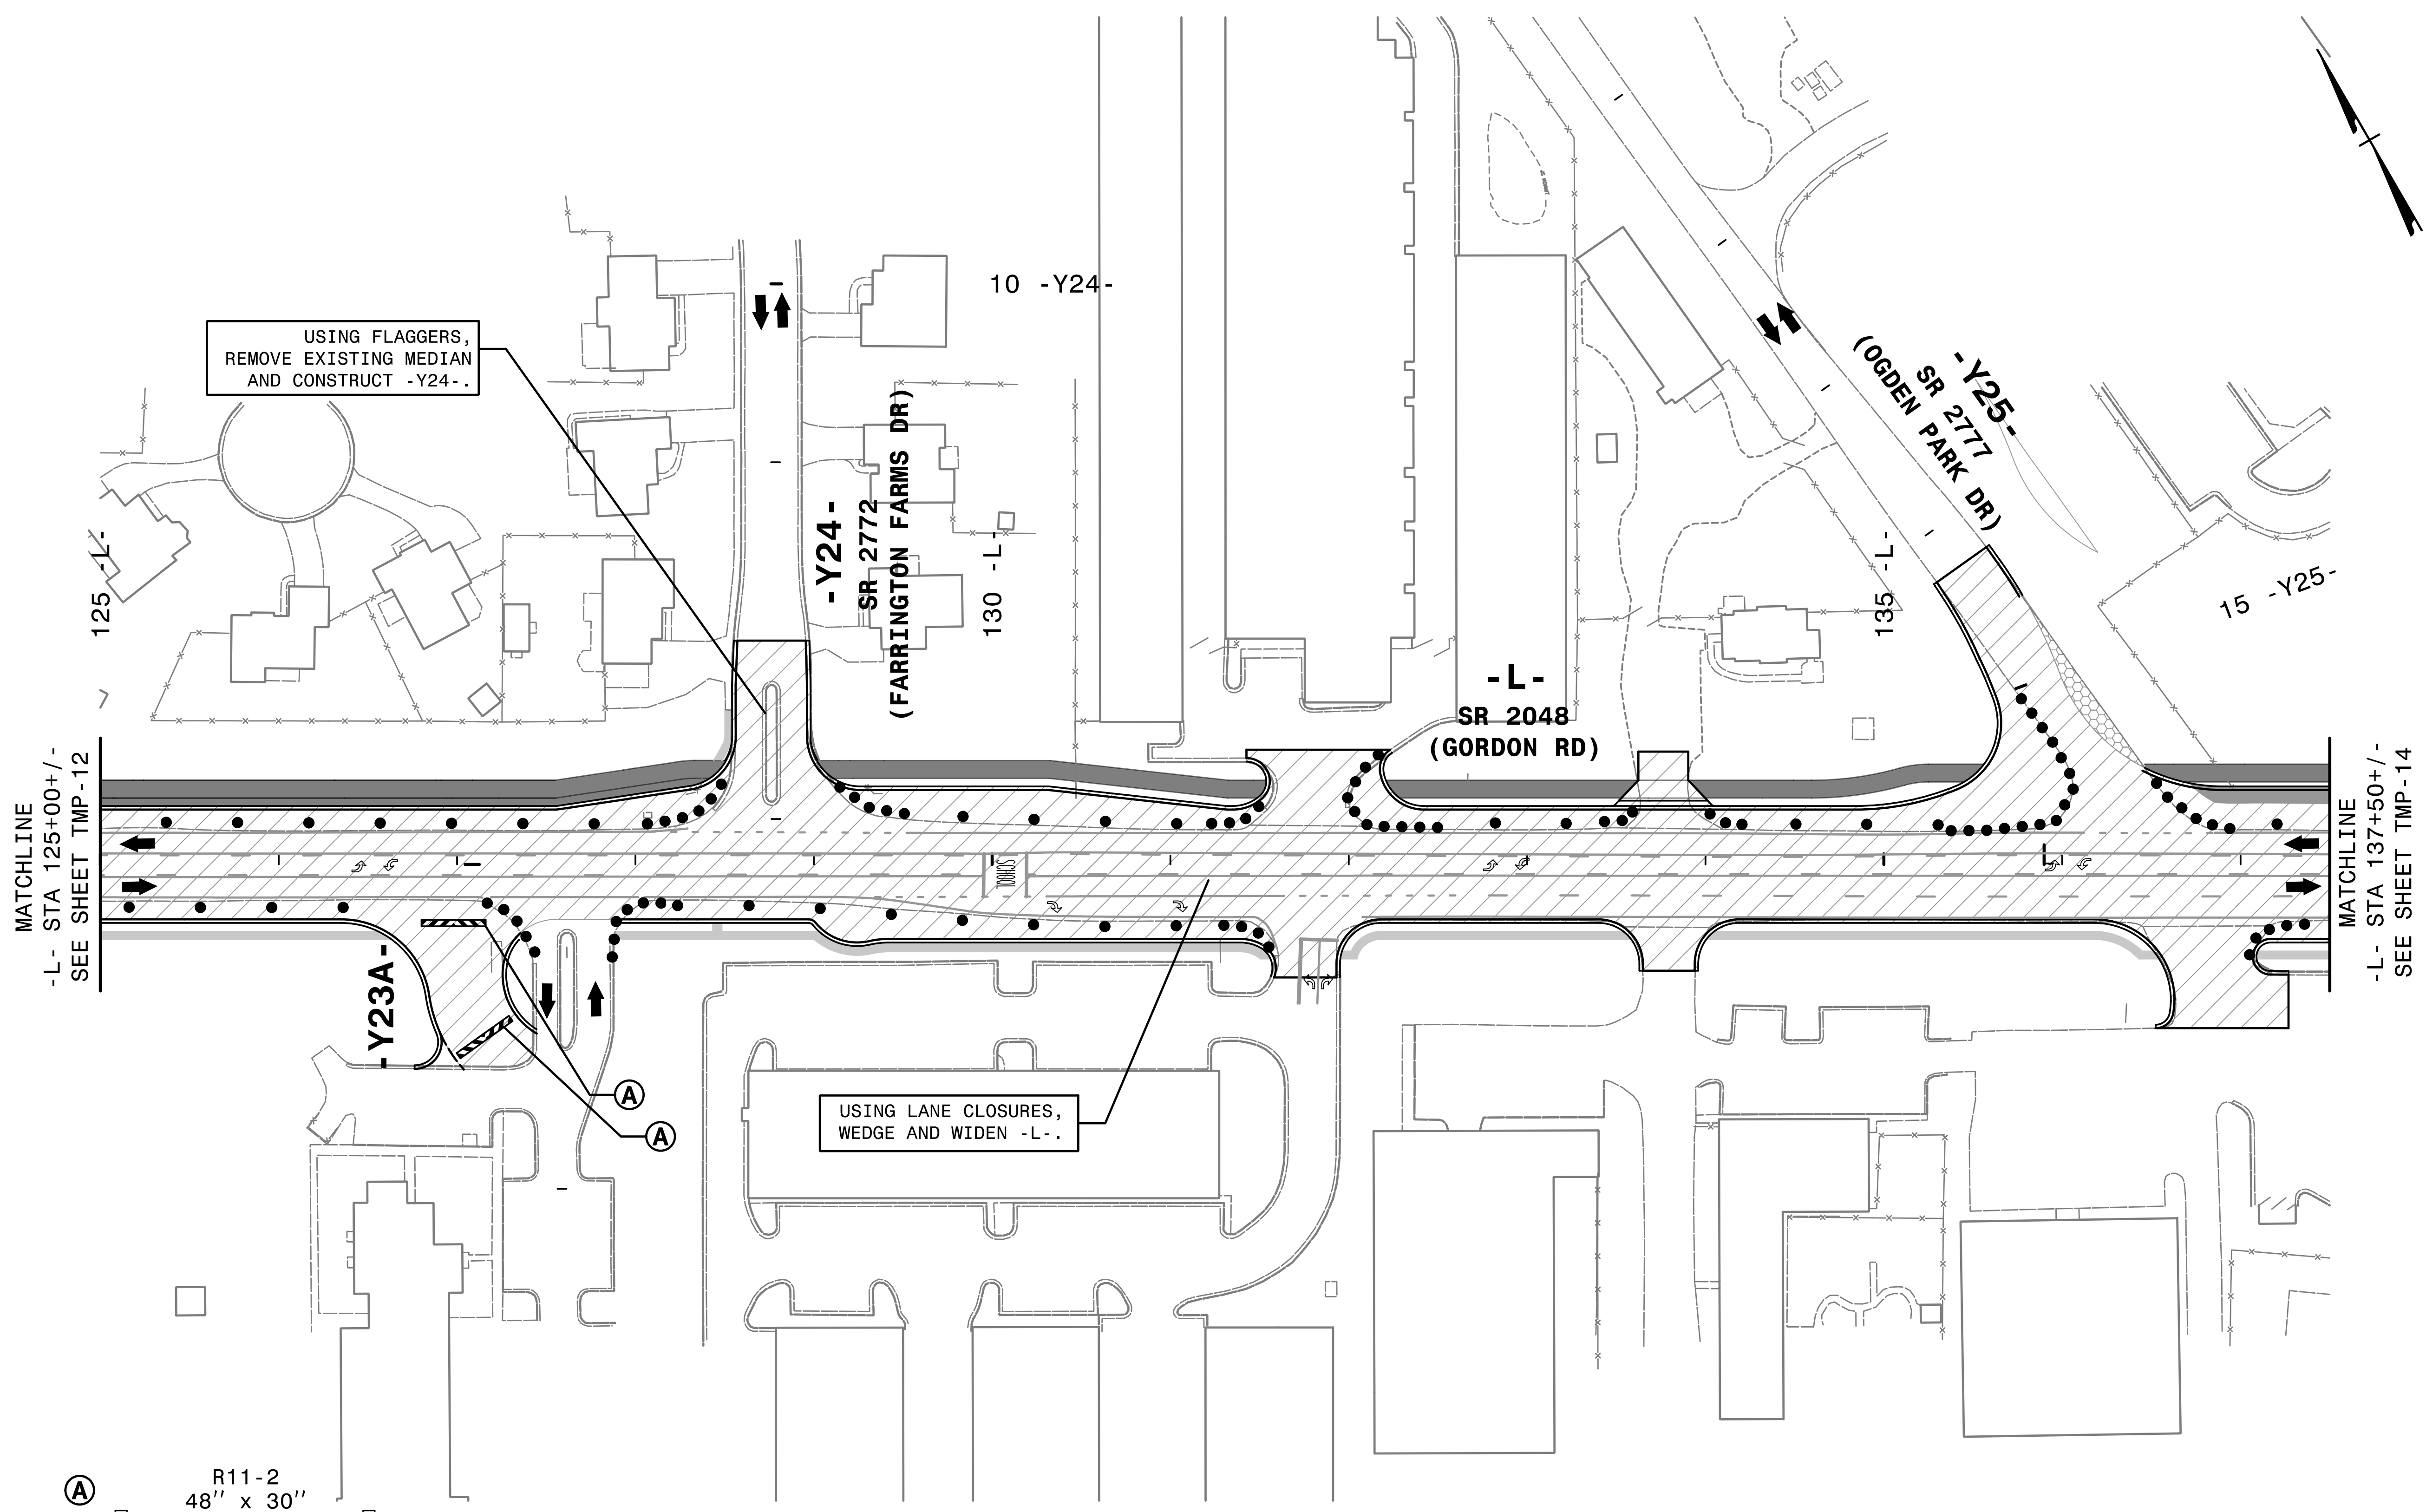 10 -Y24-
USING FLAGGERS,
REMOVE EXISTING MEDIAN
AND CONSTRUCT -Y24-.
-Y24-
SR 2772
(FARRINGTON FARMS DR)
-Y25-
SR 2777
(OGDEN PARK DR)
125 -L-
130 -L-
135 -L-
15 -Y25-
-L-
SR 2048
(GORDON RD)
MATCHLINE
-L- STA 125+00+/-
SEE SHEET TMP-12
SCHOOL
MATCHLINE
-L- STA 137+50+/-
SEE SHEET TMP-14
-Y23A-
A
A
USING LANE CLOSURES,
WEDGE AND WIDEN -L-.
A
R11-2
48" x 30"